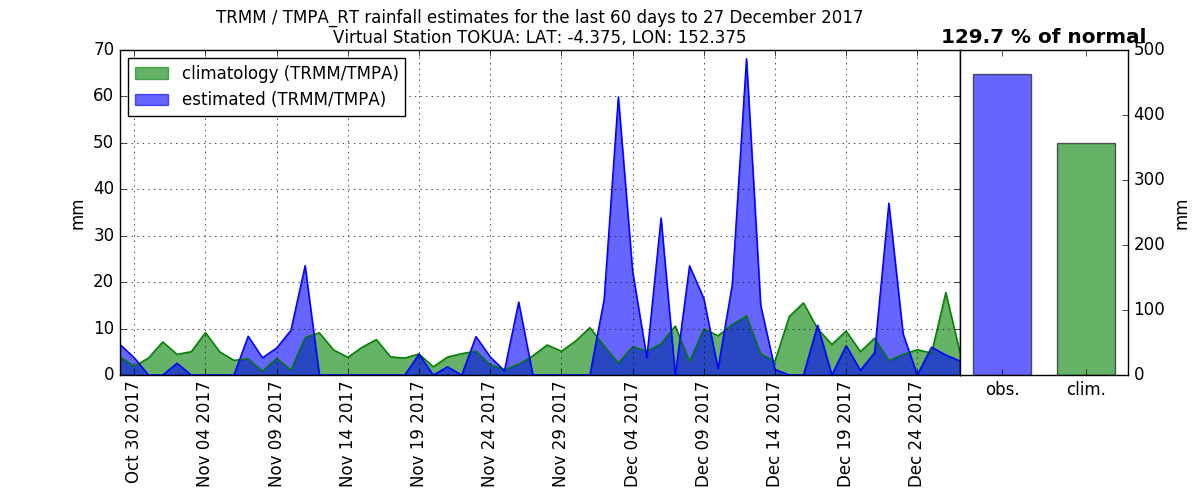 TRMM / TMPA_RT rainfall estimates for the last 60 days to 27 December 2017
Virtual Station TOKUA: LAT: -4.375, LON: 152.375
129.7 % of normal
climatology (TRMM/TMPA)
estimated (TRMM/TMPA)
70
60
50
40
30
20
10
0
mm
Oct 30 2017
Nov 04 2017
Nov 09 2017
Nov 14 2017
Nov 19 2017
Nov 24 2017
Nov 29 2017
Dec 04 2017
Dec 09 2017
Dec 14 2017
Dec 19 2017
Dec 24 2017
obs.
clim.
500
400
300
200
100
0
mm